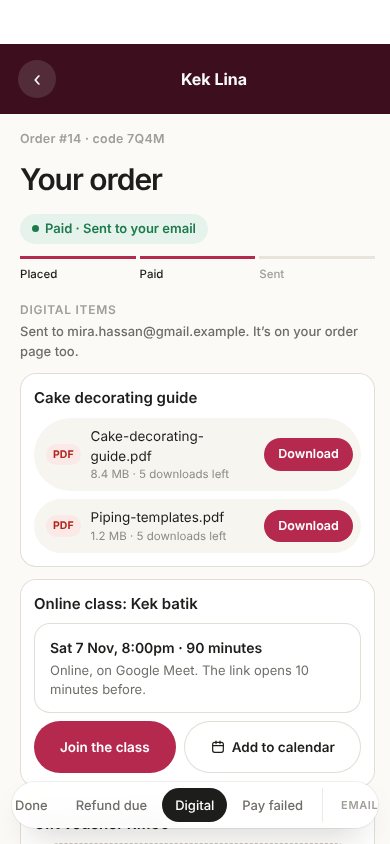 Kek Lina
Order #14 · code 7Q4M
Your order
Paid · Sent to your email
Placed
Paid
Sent
DIGITAL ITEMS
Sent to mira.hassan@gmail.example. It’s on your order
page too.
Cake decorating guide
PDF
Cake-decorating-
guide.pdf
8.4 MB · 5 downloads left
Download
PDF
Piping-templates.pdf
1.2 MB · 5 downloads left
Download
Online class: Kek batik
Sat 7 Nov, 8:00pm · 90 minutes
Online, on Google Meet. The link opens 10
minutes before.
Join the class
Add to calendar
Done
Refund due
Digital
Pay failed
EMAIL